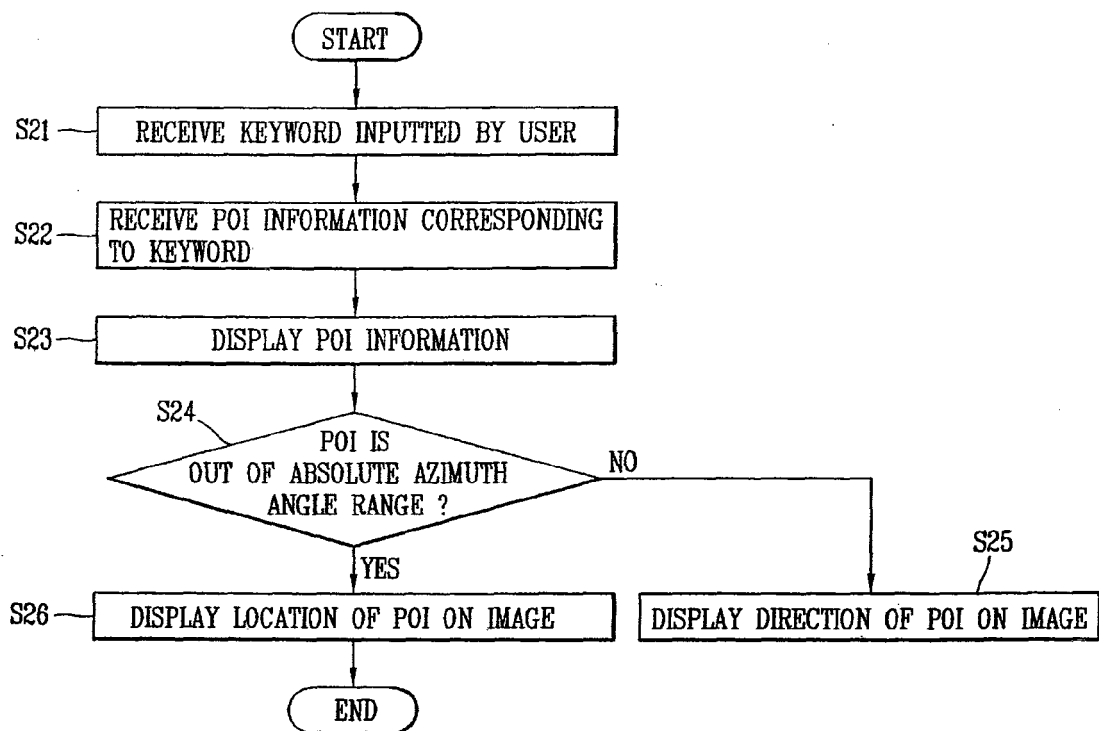 START
S21
RECEIVE KEYWORD INPUTTED BY USER
S22
RECEIVE POI INFORMATION CORRESPONDING
TO KEYWORD
S23
DISPLAY POI INFORMATION
S24
POI IS
OUT OF ABSOLUTE AZIMUTH
ANGLE RANGE ?
NO
YES
S25
S26
DISPLAY LOCATION OF POI ON IMAGE
DISPLAY DIRECTION OF POI ON IMAGE
END